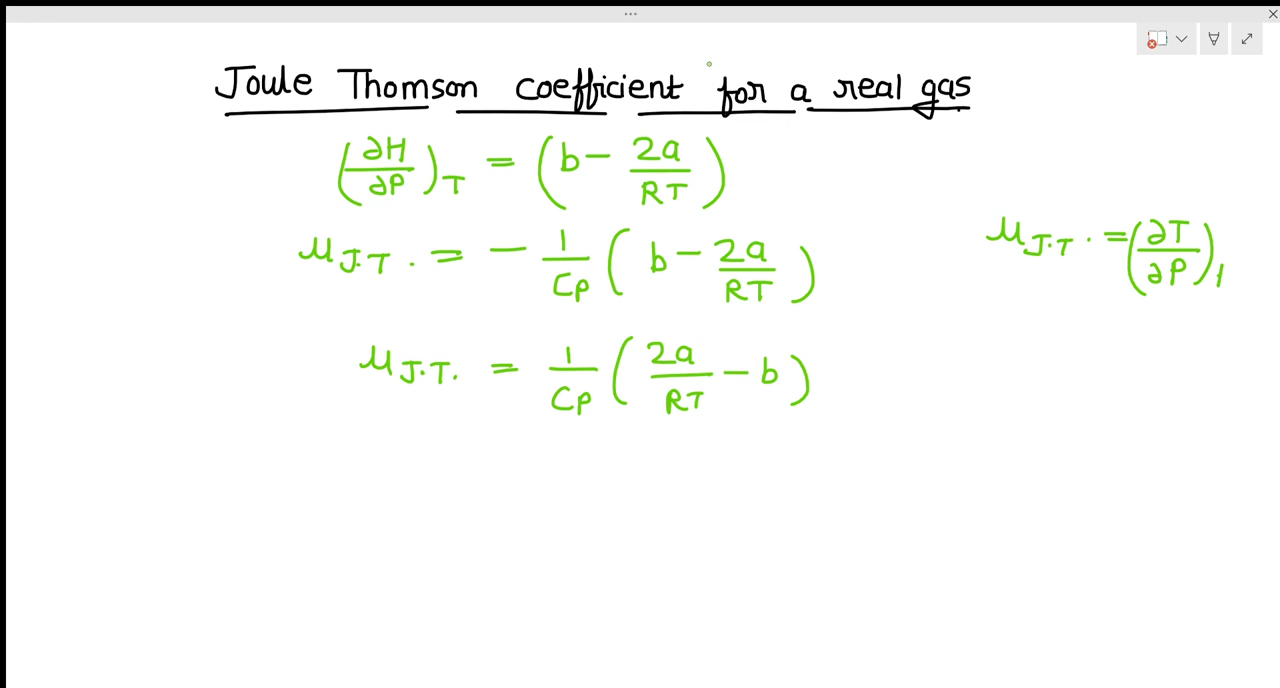 Joule Thomson coefficient for a real gas
(∂H/∂P)_T = (b - 2a/RT)
μ_J.T. = - 1/Cp (b - 2a/RT)
μ_J.T. = (∂T/∂P)
μ_J.T. = 1/Cp (2a/RT - b)